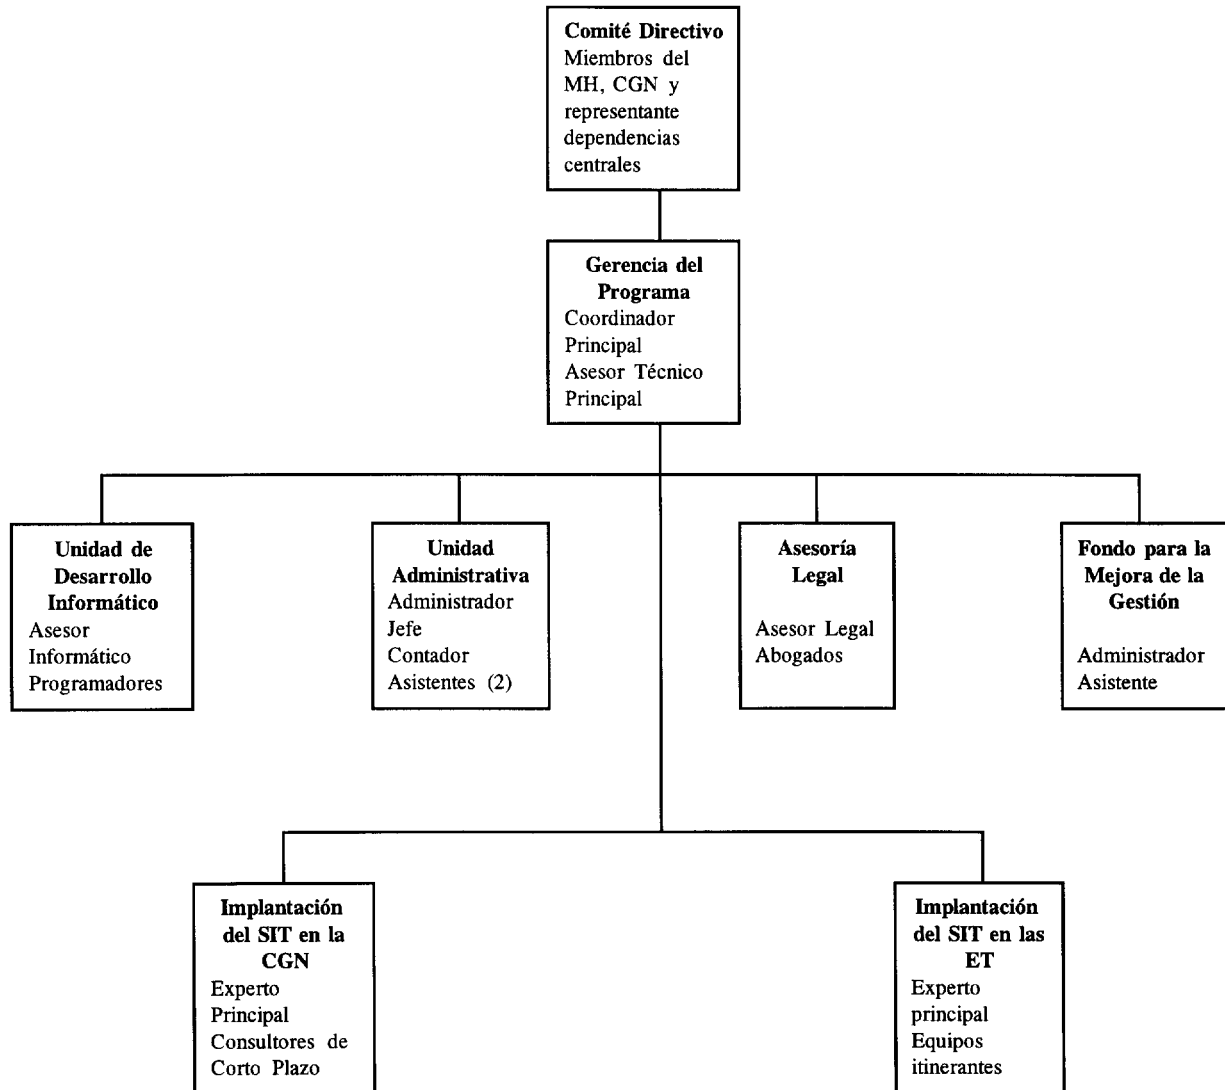 Comité Directivo
Miembros del
MH, CGN y
representante
dependencias
centrales
Gerencia del
Programa
Coordinador
Principal
Asesor Técnico
Principal
Unidad de
Desarrollo
Informático
Asesor
Informático
Programadores
Unidad
Administrativa
Administrador
Jefe
Contador
Asistentes (2)
Asesoría
Legal
Asesor Legal
Abogados
Fondo para la
Mejora de la
Gestión
Administrador
Asistente
Implantación
del SIT en la
CGN
Experto
Principal
Consultores de
Corto Plazo
Implantación
del SIT en las
ET
Experto
principal
Equipos
itinerantes